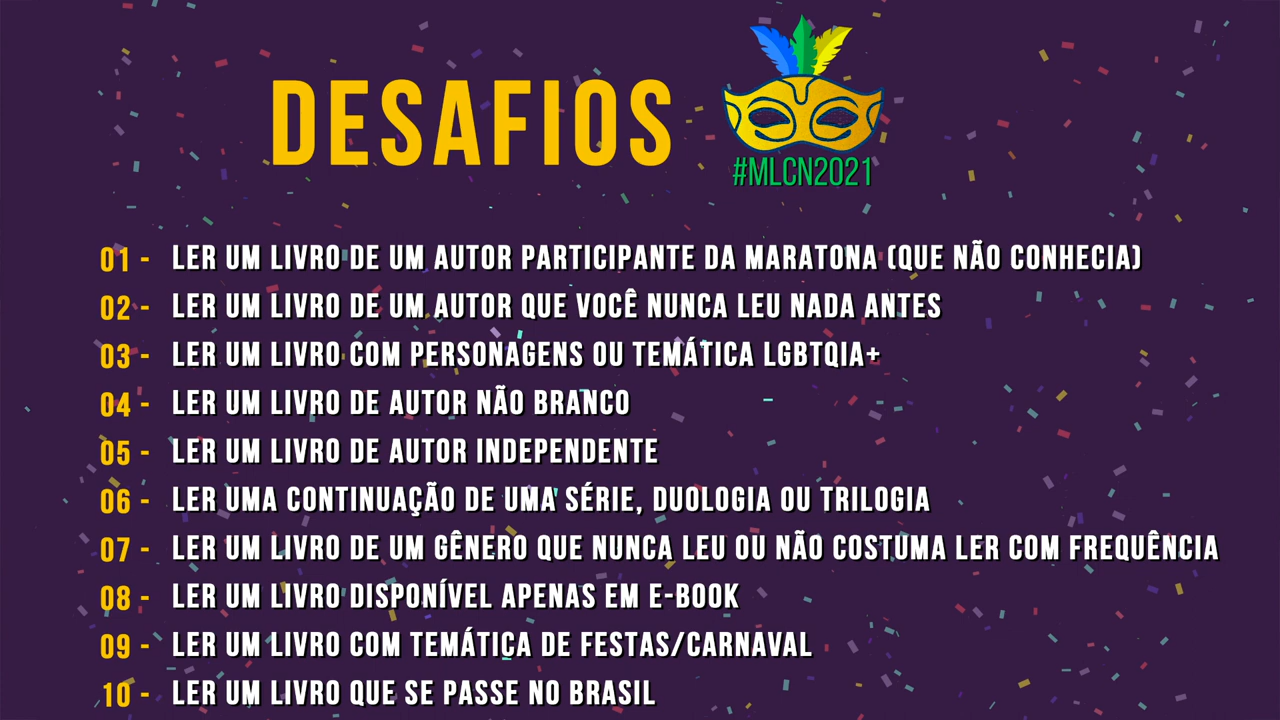 DESAFIOS
#MLCN2021
01 - LER UM LIVRO DE UM AUTOR PARTICIPANTE DA MARATONA (QUE NÃO CONHECIA)
02 - LER UM LIVRO DE UM AUTOR QUE VOCÊ NUNCA LEU NADA ANTES
03 - LER UM LIVRO COM PERSONAGENS OU TEMÁTICA LGBTQIA+
04 - LER UM LIVRO DE AUTOR NÃO BRANCO
05 - LER UM LIVRO DE AUTOR INDEPENDENTE
06 - LER UMA CONTINUAÇÃO DE UMA SÉRIE, DUOLOGIA OU TRILOGIA
07 - LER UM LIVRO DE UM GÊNERO QUE NUNCA LEU OU NÃO COSTUMA LER COM FREQUÊNCIA
08 - LER UM LIVRO DISPONÍVEL APENAS EM E-BOOK
09 - LER UM LIVRO COM TEMÁTICA DE FESTAS/CARNAVAL
10 - LER UM LIVRO QUE SE PASSE NO BRASIL